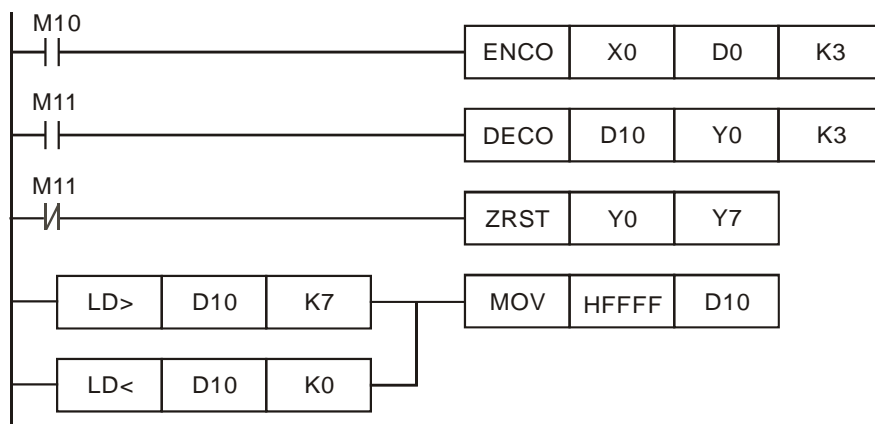 M10
ENCO X0 D0 K3
M11
DECO D10 Y0 K3
M11
ZRST Y0 Y7
LD> D10 K7 MOV HFFFF D10
LD< D10 K0